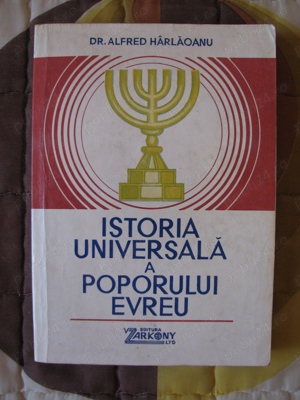 DR. ALFRED HÂRLĂOANU
ISTORIA
UNIVERSALĂ
A
POPORULUI
EVREU
EDITURA
ZARKONY
LTD